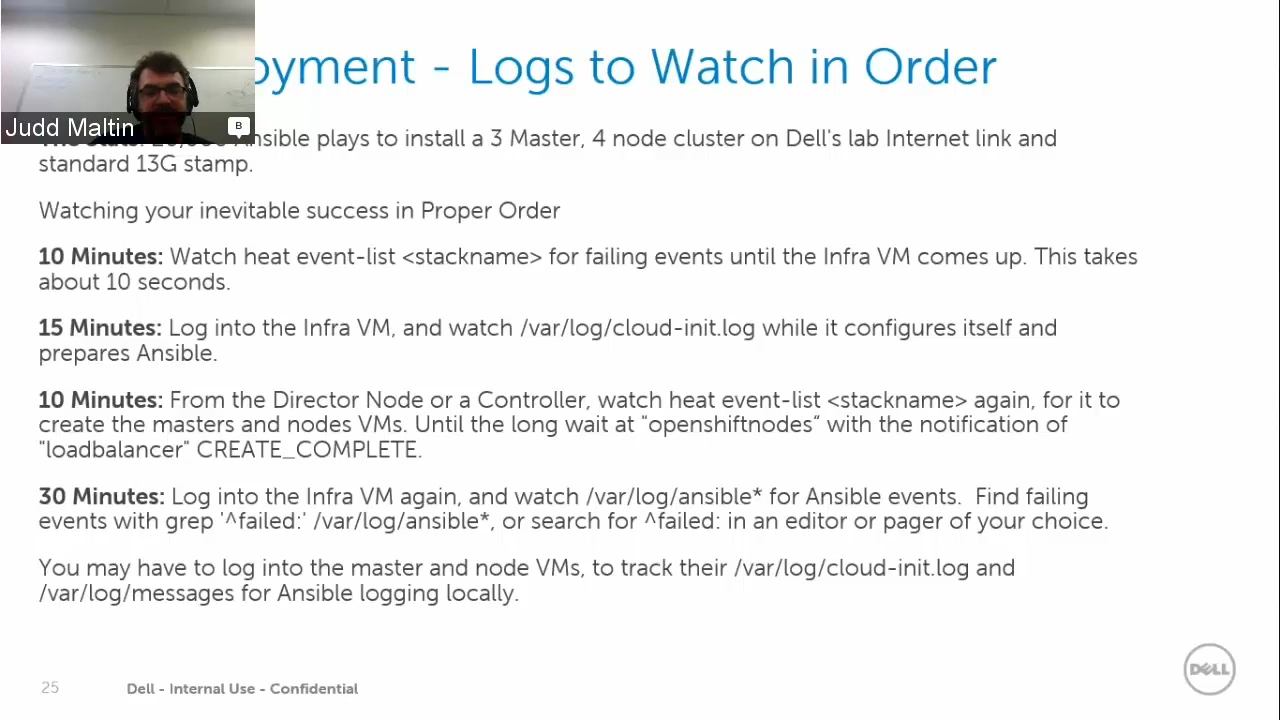 oyment - Logs to Watch in Order
Judd Maltin
B
Ansible plays to install a 3 Master, 4 node cluster on Dell's lab Internet link and
standard 13G stamp.
Watching your inevitable success in Proper Order
10 Minutes: Watch heat event-list <stackname> for failing events until the Infra VM comes up. This takes
about 10 seconds.
15 Minutes: Log into the Infra VM, and watch /var/log/cloud-init.log while it configures itself and
prepares Ansible.
10 Minutes: From the Director Node or a Controller, watch heat event-list <stackname> again, for it to
create the masters and nodes VMs. Until the long wait at "openshiftnodes“ with the notification of
"loadbalancer" CREATE_COMPLETE.
30 Minutes: Log into the Infra VM again, and watch /var/log/ansible* for Ansible events.  Find failing
events with grep '^failed:' /var/log/ansible*, or search for ^failed: in an editor or pager of your choice.
You may have to log into the master and node VMs, to track their /var/log/cloud-init.log and
/var/log/messages for Ansible logging locally.
25
Dell - Internal Use - Confidential
DELL